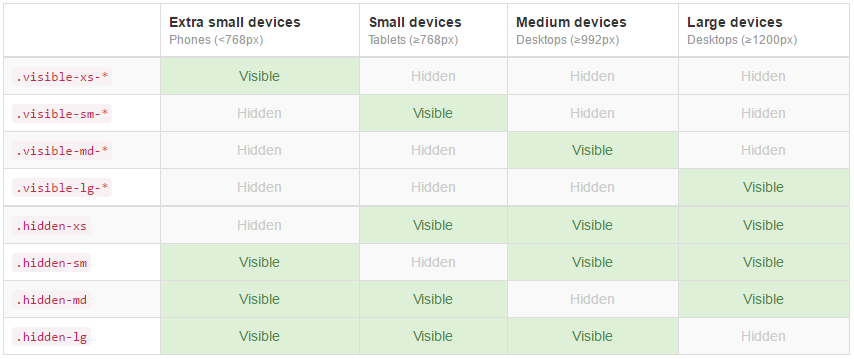 Extra small devices Small devices Medium devices Large devices
Phones (<768px) Tablets (≥768px) Desktops (≥992px) Desktops (≥1200px)
.visible-xs-* Visible Hidden Hidden Hidden
.visible-sm-* Hidden Visible Hidden Hidden
.visible-md-* Hidden Hidden Visible Hidden
.visible-lg-* Hidden Hidden Hidden Visible
.hidden-xs Hidden Visible Visible Visible
.hidden-sm Visible Hidden Visible Visible
.hidden-md Visible Visible Hidden Visible
.hidden-lg Visible Visible Visible Hidden